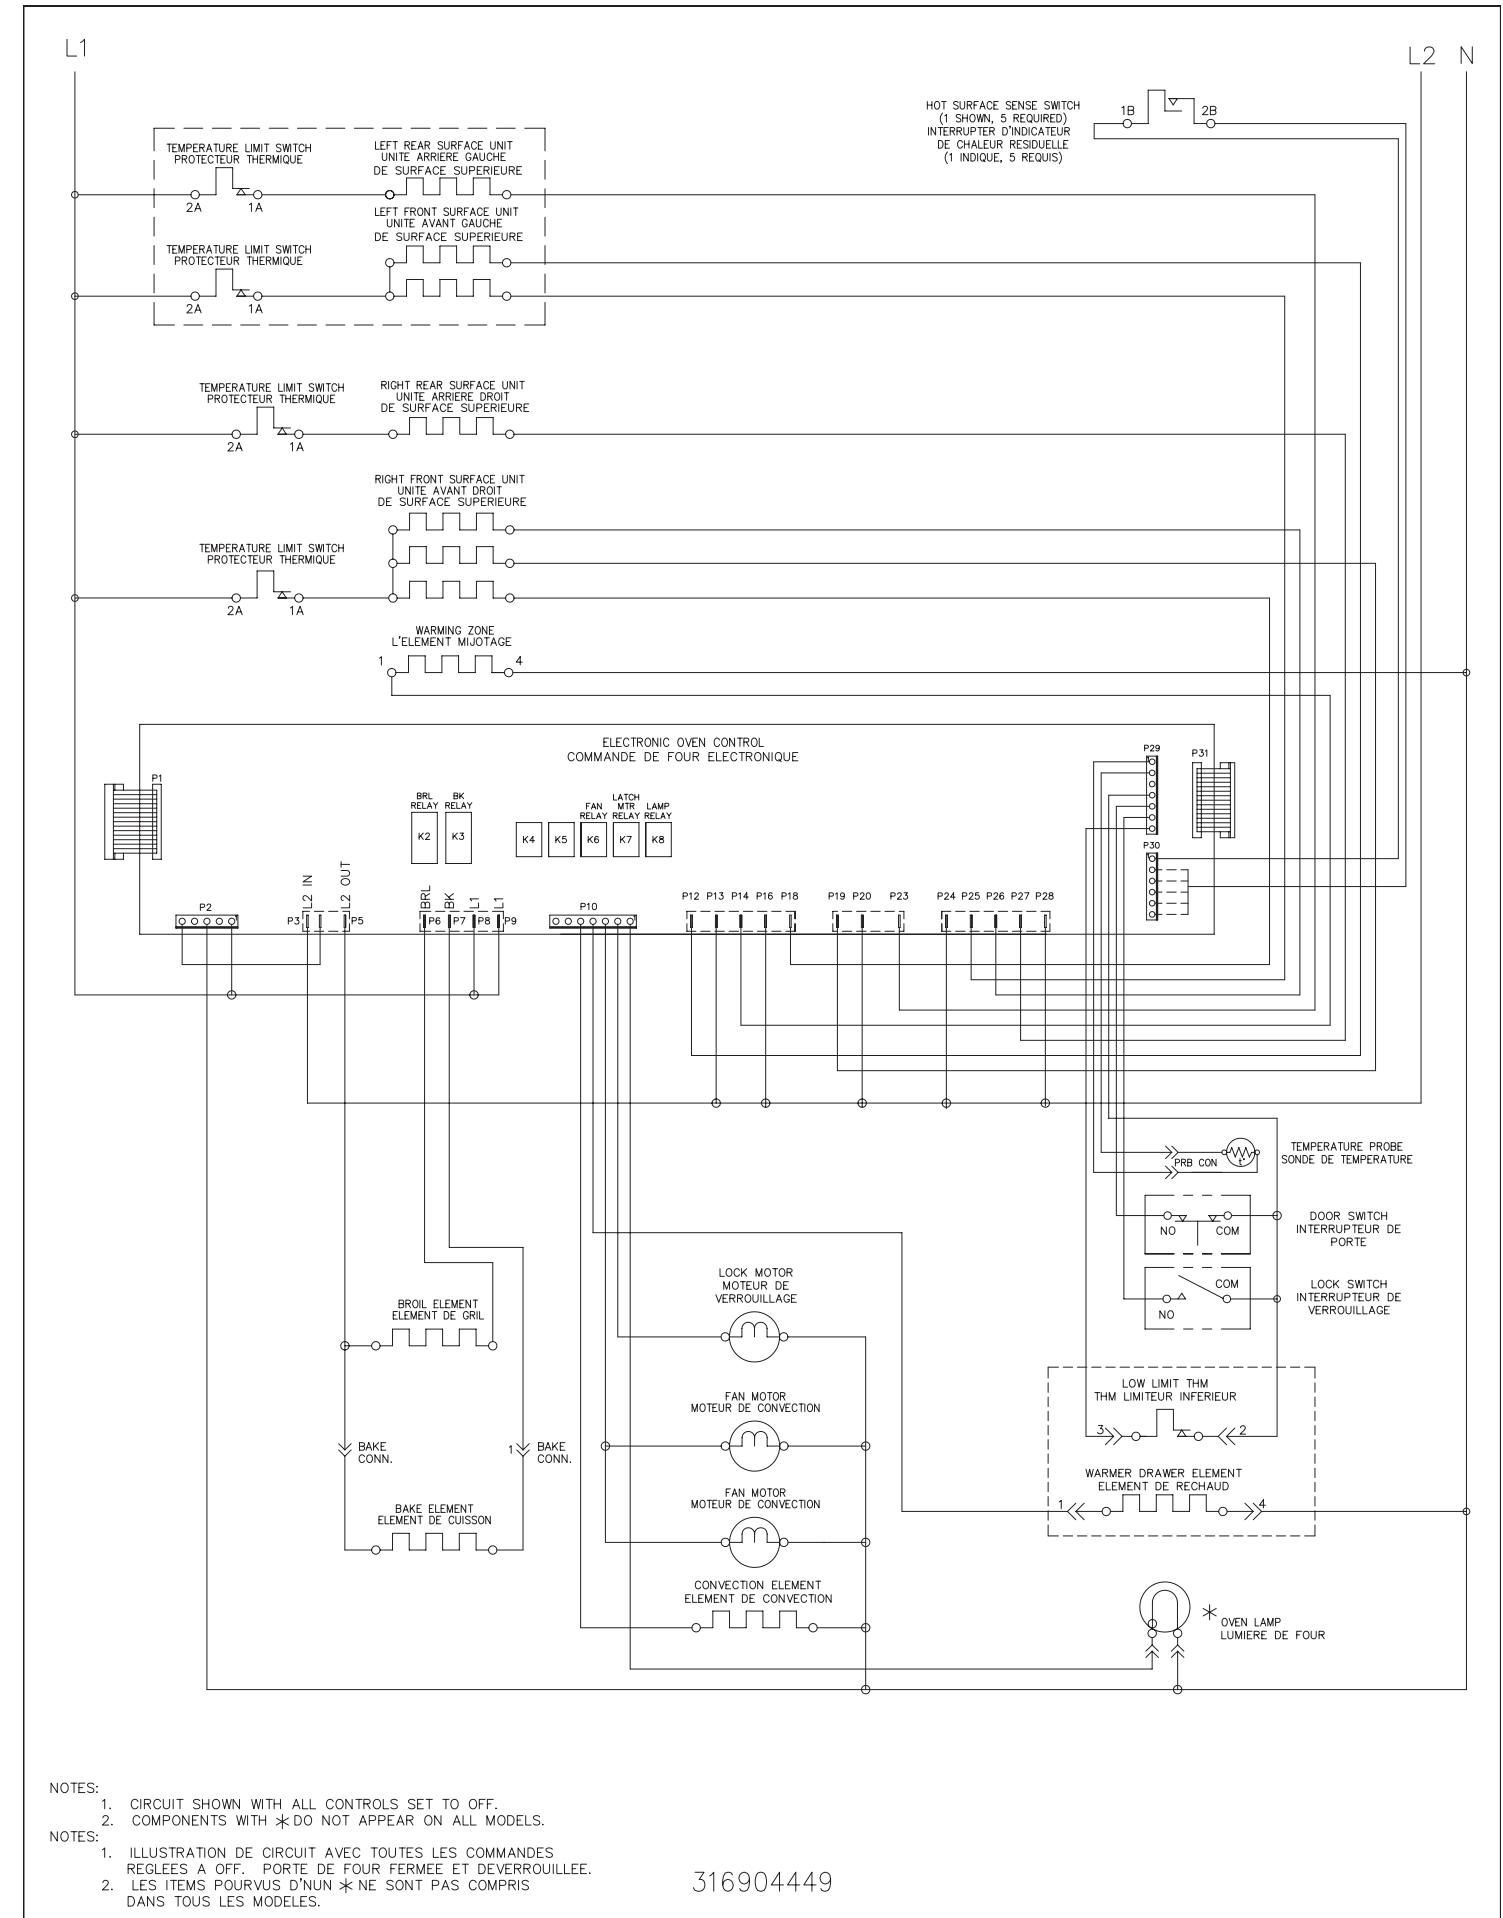 L1
L2 N
HOT SURFACE SENSE SWITCH
(1 SHOWN, 5 REQUIRED)
INTERRUPTER D'INDICATEUR
DE CHALEUR RESIDUELLE
(1 INDIQUE, 5 REQUIS)
1B 2B
TEMPERATURE LIMIT SWITCH
PROTECTEUR THERMIQUE
2A 1A
LEFT REAR SURFACE UNIT
UNITE ARRIERE GAUCHE
DE SURFACE SUPERIEURE
LEFT FRONT SURFACE UNIT
UNITE AVANT GAUCHE
DE SURFACE SUPERIEURE
TEMPERATURE LIMIT SWITCH
PROTECTEUR THERMIQUE
2A 1A
TEMPERATURE LIMIT SWITCH
PROTECTEUR THERMIQUE
2A 1A
RIGHT REAR SURFACE UNIT
UNITE ARRIERE DROIT
DE SURFACE SUPERIEURE
RIGHT FRONT SURFACE UNIT
UNITE AVANT DROIT
DE SURFACE SUPERIEURE
TEMPERATURE LIMIT SWITCH
PROTECTEUR THERMIQUE
2A 1A
WARMING ZONE
L'ELEMENT MIJOTAGE
1 4
ELECTRONIC OVEN CONTROL
COMMANDE DE FOUR ELECTRONIQUE
P1
P29
P31
P30
BRL RELAY
K2
BK RELAY
K3
K4
K5
FAN RELAY
K6
LATCH MTR RELAY
K7
LAMP RELAY
K8
P2
L2 IN
L2 OUT
P3 P5
BRL
BK
L1
L1
P6 P7 P8 P9
P10
P12 P13 P14 P16 P18
P19 P20 P23
P24 P25 P26 P27 P28
TEMPERATURE PROBE
SONDE DE TEMPERATURE
PRB CON
t°
DOOR SWITCH
INTERRUPTEUR DE
PORTE
NO COM
LOCK SWITCH
INTERRUPTEUR DE
VERROUILLAGE
COM
NO
LOCK MOTOR
MOTEUR DE
VERROUILLAGE
BROIL ELEMENT
ELEMENT DE GRIL
LOW LIMIT THM
THM LIMITEUR INFERIEUR
3 2
FAN MOTOR
MOTEUR DE CONVECTION
BAKE
CONN.
1 BAKE
CONN.
WARMER DRAWER ELEMENT
ELEMENT DE RECHAUD
1 4
FAN MOTOR
MOTEUR DE CONVECTION
BAKE ELEMENT
ELEMENT DE CUISSON
CONVECTION ELEMENT
ELEMENT DE CONVECTION
* OVEN LAMP
LUMIERE DE FOUR
NOTES:
1. CIRCUIT SHOWN WITH ALL CONTROLS SET TO OFF.
2. COMPONENTS WITH * DO NOT APPEAR ON ALL MODELS.
NOTES:
1. ILLUSTRATION DE CIRCUIT AVEC TOUTES LES COMMANDES
REGLEES A OFF. PORTE DE FOUR FERMEE ET DEVERROUILLEE.
2. LES ITEMS POURVUS D'NUN * NE SONT PAS COMPRIS
DANS TOUS LES MODELES.
316904449